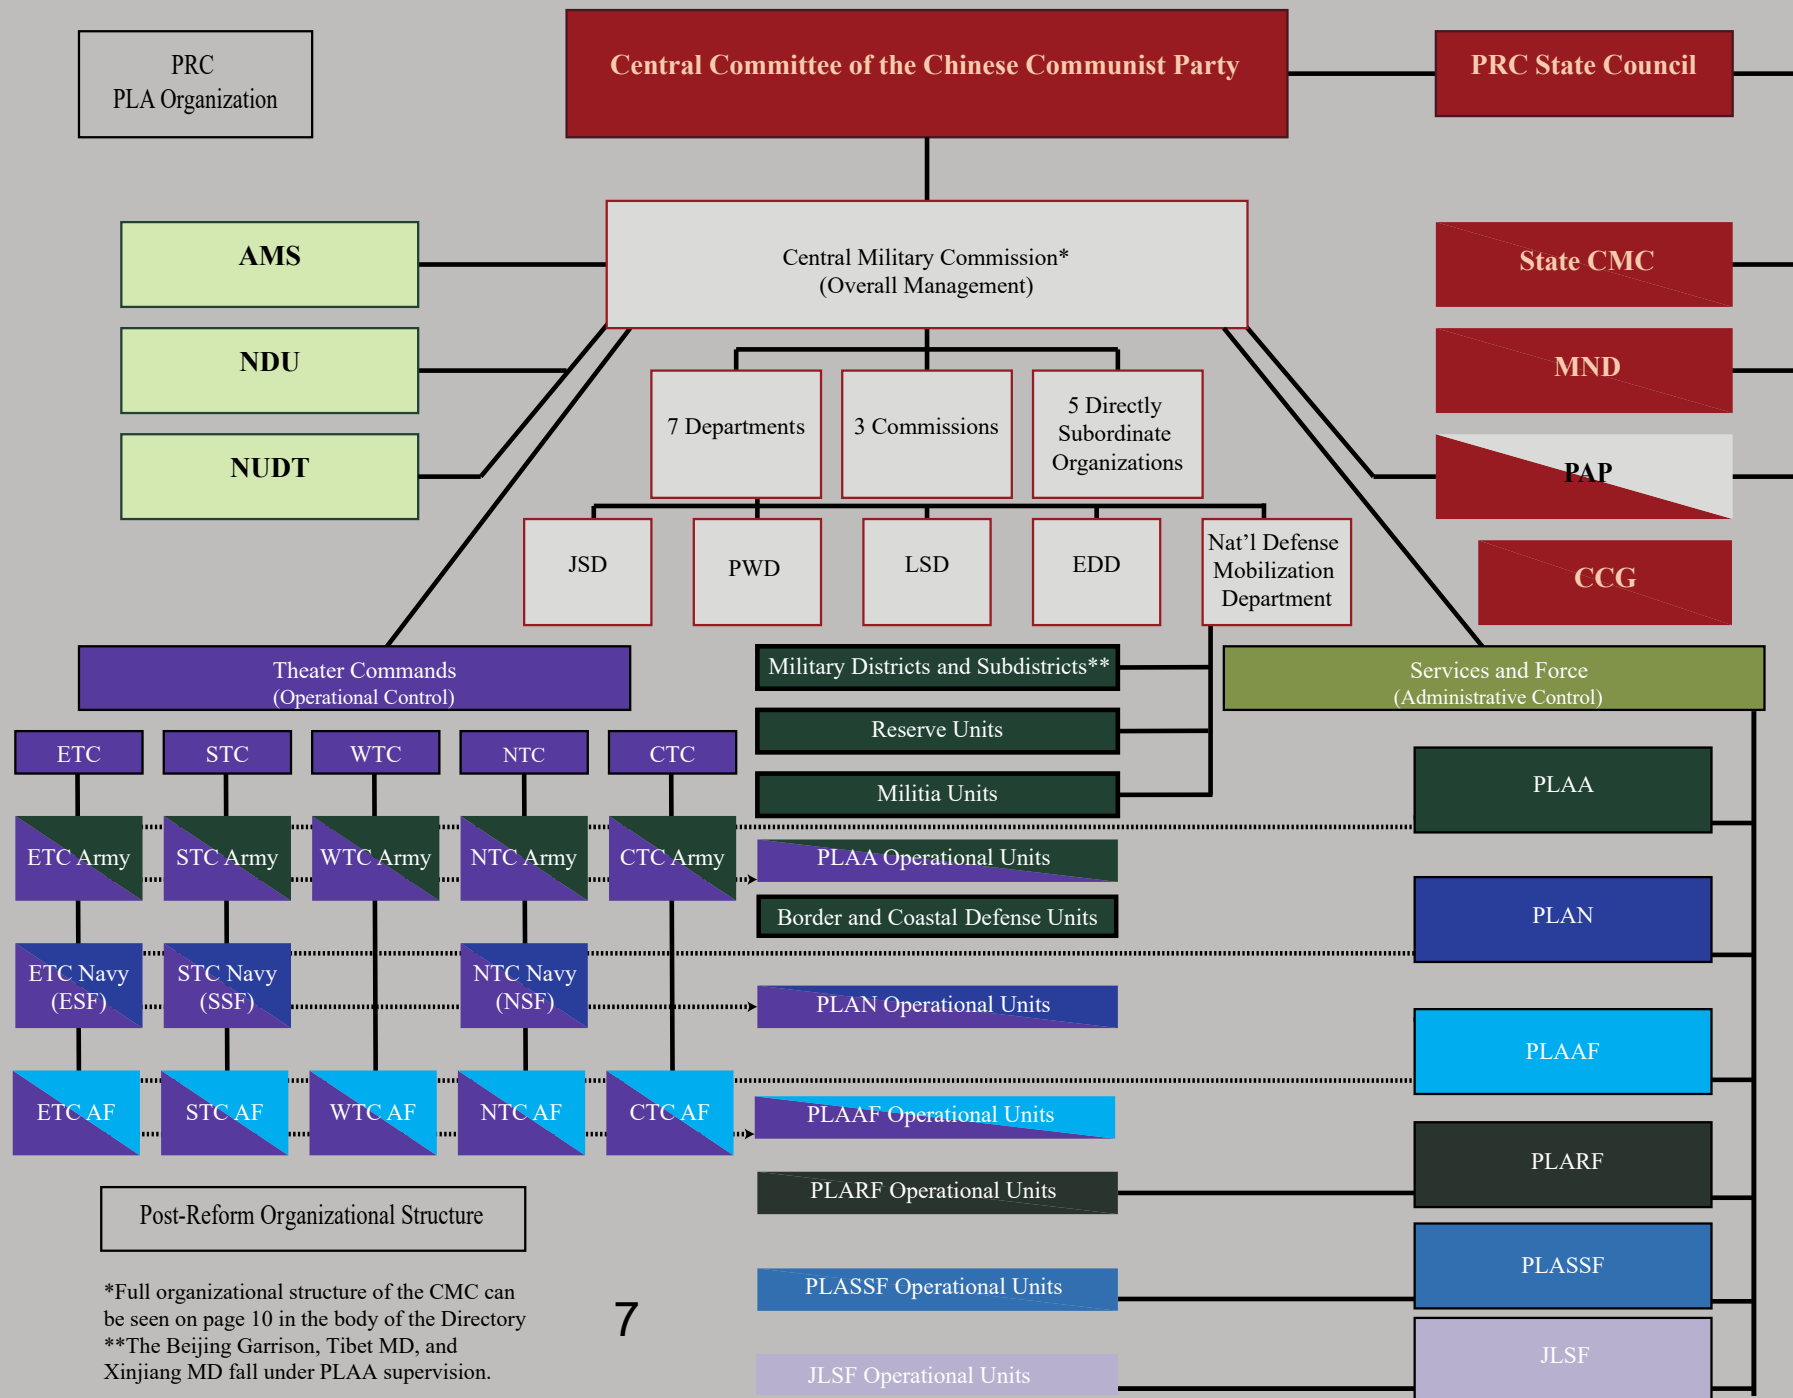 PRC
PLA Organization
Central Committee of the Chinese Communist Party
PRC State Council
AMS
Central Military Commission*
(Overall Management)
State CMC
NDU
MND
7 Departments
3 Commissions
5 Directly
Subordinate
Organizations
NUDT
PAP
JSD
PWD
LSD
EDD
Nat'l Defense
Mobilization
Department
CCG
Theater Commands
(Operational Control)
Military Districts and Subdistricts**
Services and Force
(Administrative Control)
Reserve Units
ETC
STC
WTC
NTC
CTC
Militia Units
PLAA
ETC Army
STC Army
WTC Army
NTC Army
CTC Army
PLAA Operational Units
Border and Coastal Defense Units
PLAN
ETC Navy
(ESF)
STC Navy
(SSF)
NTC Navy
(NSF)
PLAN Operational Units
PLAAF
ETC AF
STC AF
WTC AF
NTC AF
CTC AF
PLAAF Operational Units
PLARF
PLARF Operational Units
Post-Reform Organizational Structure
PLASSF
PLASSF Operational Units
*Full organizational structure of the CMC can
be seen on page 10 in the body of the Directory
**The Beijing Garrison, Tibet MD, and
Xinjiang MD fall under PLAA supervision.
7
JLSF
JLSF Operational Units